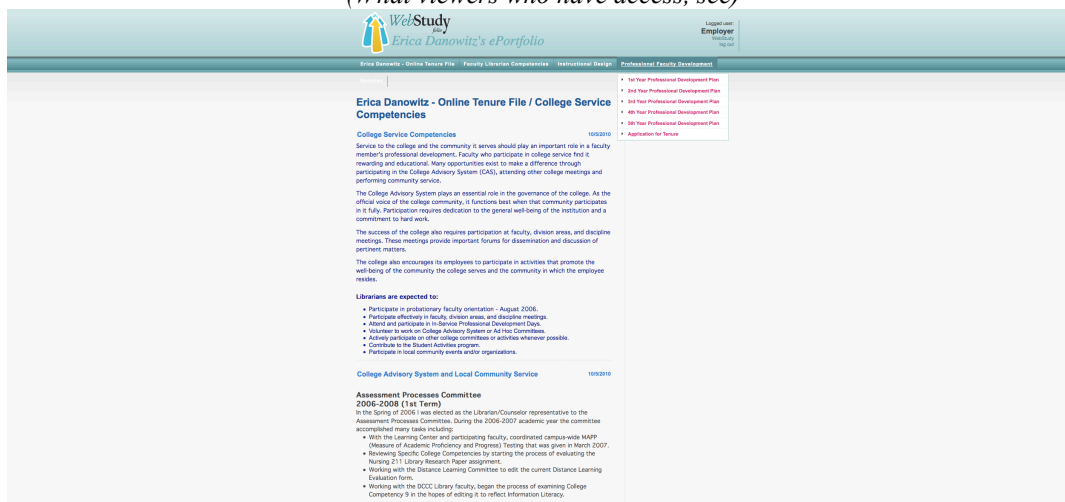 (What viewers who have access, see)
WebStudy
folio
Erica Danowitz's ePortfolio
Logged user:
Employer
WebStudy
log out
Erica Danowitz - Online Tenure File Faculty Librarian Competencies Instructional Design Professional Faculty Development
1st Year Professional Development Plan
2nd Year Professional Development Plan
3rd Year Professional Development Plan
4th Year Professional Development Plan
5th Year Professional Development Plan
Application for Tenure
Erica Danowitz - Online Tenure File / College Service
Competencies
College Service Competencies 10/5/2010
Service to the college and the community it serves should play an important role in a faculty
member's professional development. Faculty who participate in college service find it
rewarding and educational. Many opportunities exist to make a difference through
participating in the College Advisory System (CAS), attending other college meetings and
performing community service.
The College Advisory System plays an essential role in the governance of the college. As the
official voice of the college community, it functions best when that community participates
in it fully. Participation requires dedication to the general well-being of the institution and a
commitment to hard work.
The success of the college also requires participation at faculty, division areas, and discipline
meetings. These meetings provide important forums for dissemination and discussion of
pertinent matters.
The college also encourages its employees to participate in activities that promote the
well-being of the community the college serves and the community in which the employee
resides.
Librarians are expected to:
• Participate in probationary faculty orientation - August 2006.
• Participate effectively in faculty, division areas, and discipline meetings.
• Attend and participate in In-Service Professional Development Days.
• Volunteer to work on College Advisory System or Ad Hoc Committees.
• Actively participate on other college committees or activities whenever possible.
• Contribute to the Student Activities program.
• Participate in local community events and/or organizations.
College Advisory System and Local Community Service 10/5/2010
Assessment Processes Committee
2006-2008 (1st Term)
In the Spring of 2006 I was elected as the Librarian/Counselor representative to the
Assessment Processes Committee. During the 2006-2007 academic year the committee
accomplished many tasks including:
• With the Learning Center and participating faculty, coordinated campus-wide MAPP
(Measure of Academic Proficiency and Progress) Testing that was given in March 2007.
• Reviewing Specific College Competencies by starting the process of evaluating the
Nursing 211 Library Research Paper assignment.
• Working with the Distance Learning Committee to edit the current Distance Learning
Evaluation form.
• Working with the DCCC Library faculty, began the process of examining College
Competency 9 in the hopes of editing it to reflect Information Literacy.